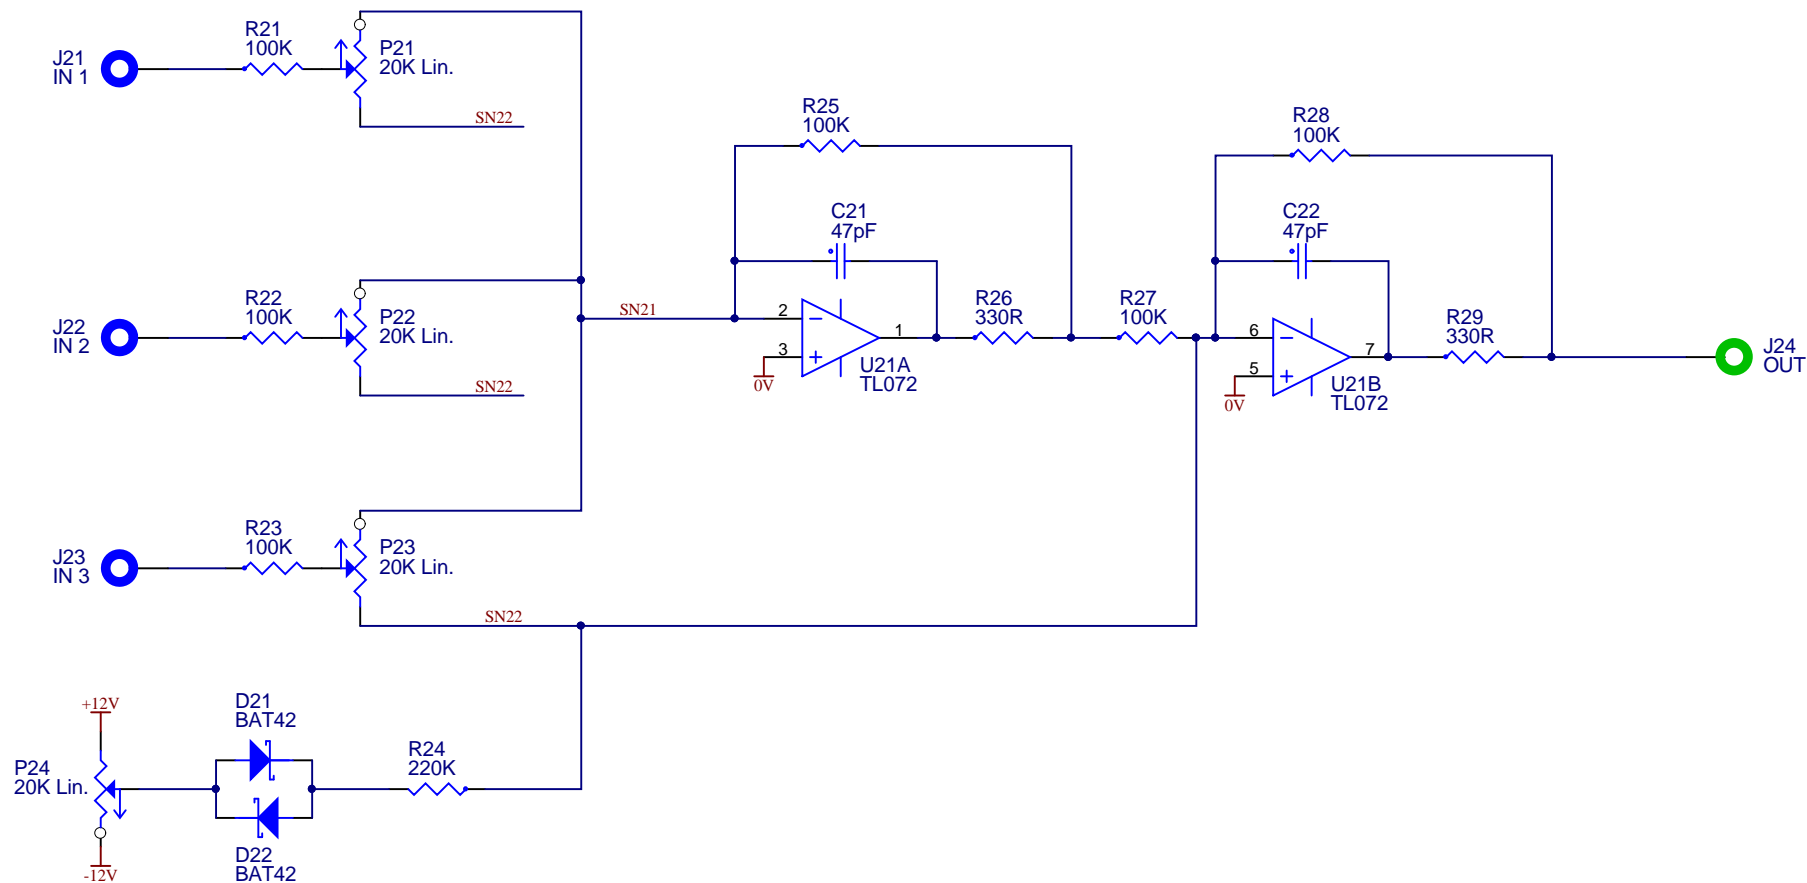 J21
IN 1
R21
100K
P21
20K Lin.
SN22
J22
IN 2
R22
100K
P22
20K Lin.
SN22
J23
IN 3
R23
100K
P23
20K Lin.
SN22
+12V
P24
20K Lin.
-12V
D21
BAT42
D22
BAT42
R24
220K
SN21
R25
100K
C21
47pF
2
3
1
0V
U21A
TL072
R26
330R
R27
100K
R28
100K
C22
47pF
6
5
7
0V
U21B
TL072
R29
330R
J24
OUT